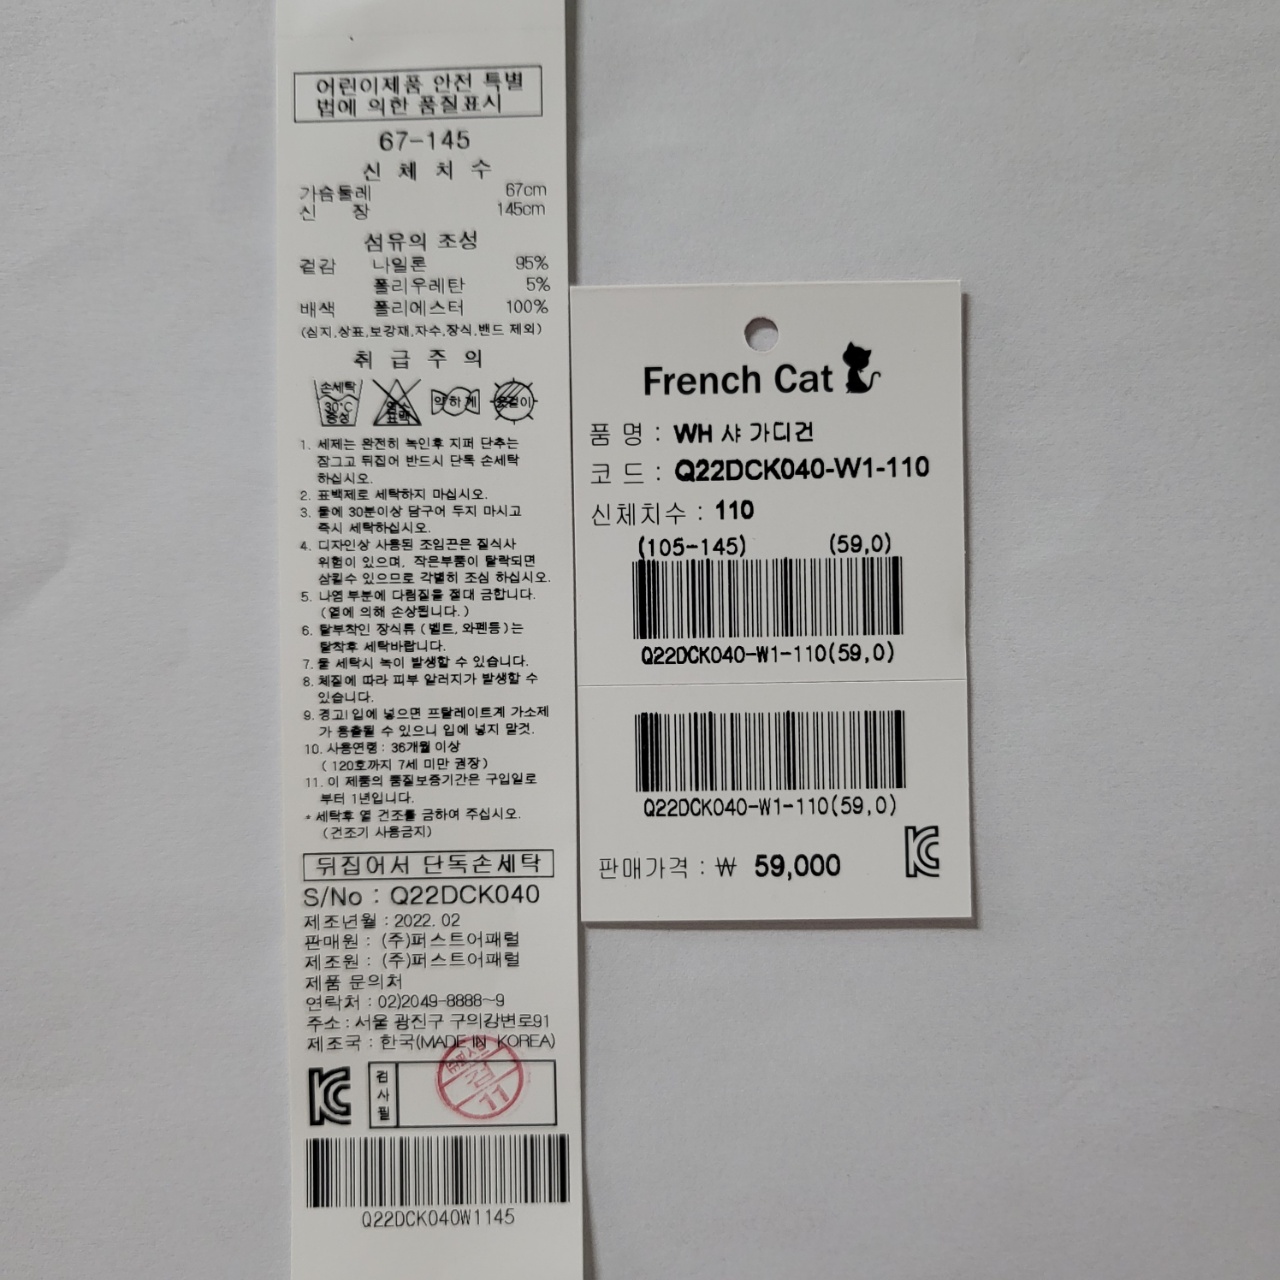 어린이제품 안전 특별
법에 의한 품질표시
67-145
신 체 치 수
가슴둘레 67cm
신 장 145cm
섬유의 조성
겉감 나일론 95%
폴리우레탄 5%
배색 폴리에스터 100%
(심지,상표,보강재,자수,장식,밴드 제외)
취 급 주 의
손세탁 30℃ 중성
염소 표백
약하게
옷걸이
1. 세제는 완전히 녹인후 지퍼 단추는
잠그고 뒤집어 반드시 단독 손세탁
하십시오.
2. 표백제로 세탁하지 마십시오.
3. 물에 30분이상 담구어 두지 마시고
즉시 세탁하십시오.
4. 디자인상 사용된 조임끈은 질식사
위험이 있으며, 작은부품이 탈락되면
삼킬수 있으므로 각별히 조심 하십시오.
5. 나염 부분에 다림질을 절대 금합니다.
(열에 의해 손상됩니다.)
6. 탈부착인 장식류 (벨트, 와펜등)는
탈착후 세탁바랍니다.
7. 물 세탁시 녹이 발생할 수 있습니다.
8. 체질에 따라 피부 알러지가 발생할 수
있습니다.
9. 경고! 입에 넣으면 프탈레이트계 가소제
가 용출될 수 있으니 입에 넣지 말것.
10. 사용연령 : 36개월 이상
( 120호까지 7세 미만 권장 )
11. 이 제품의 품질보증기간은 구입일로
부터 1년입니다.
* 세탁후 열 건조를 금하여 주십시오.
(건조기 사용금지)
뒤집어서 단독손세탁
S/No : Q22DCK040
제조년월 : 2022. 02
판매원 : (주)퍼스트어패럴
제조원 : (주)퍼스트어패럴
제품 문의처
연락처 : 02)2049-8888~9
주소 : 서울 광진구 구의강변로91
제조국 : 한국(MADE IN KOREA)
검사필
검
11
Q22DCK040W1145
French Cat
품 명 : WH 샤 가디건
코 드 : Q22DCK040-W1-110
신체치수 : 110
(105-145) (59,0)
Q22DCK040-W1-110(59,0)
Q22DCK040-W1-110(59,0)
판매가격 : ₩ 59,000